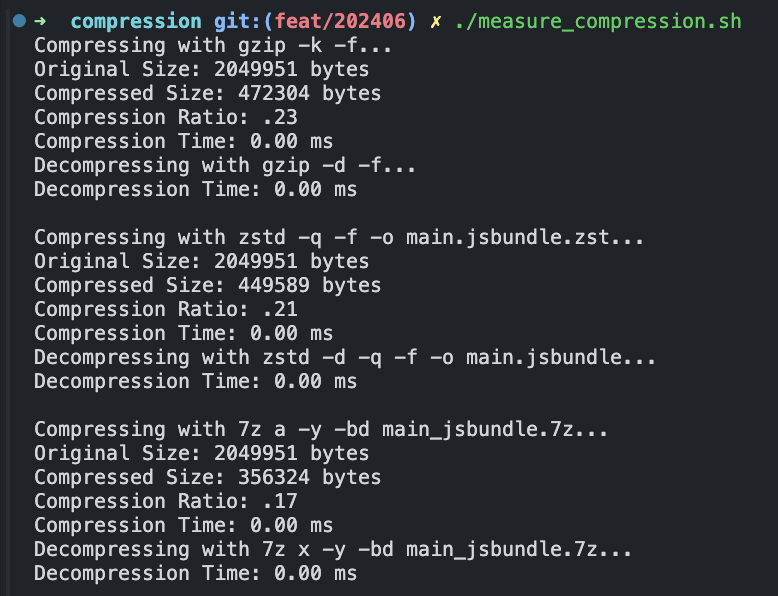 ➜  compression git:(feat/202406) ✗ ./measure_compression.sh
Compressing with gzip -k -f...
Original Size: 2049951 bytes
Compressed Size: 472304 bytes
Compression Ratio: .23
Compression Time: 0.00 ms
Decompressing with gzip -d -f...
Decompression Time: 0.00 ms

Compressing with zstd -q -f -o main.jsbundle.zst...
Original Size: 2049951 bytes
Compressed Size: 449589 bytes
Compression Ratio: .21
Compression Time: 0.00 ms
Decompressing with zstd -d -q -f -o main.jsbundle...
Decompression Time: 0.00 ms

Compressing with 7z a -y -bd main_jsbundle.7z...
Original Size: 2049951 bytes
Compressed Size: 356324 bytes
Compression Ratio: .17
Compression Time: 0.00 ms
Decompressing with 7z x -y -bd main_jsbundle.7z...
Decompression Time: 0.00 ms